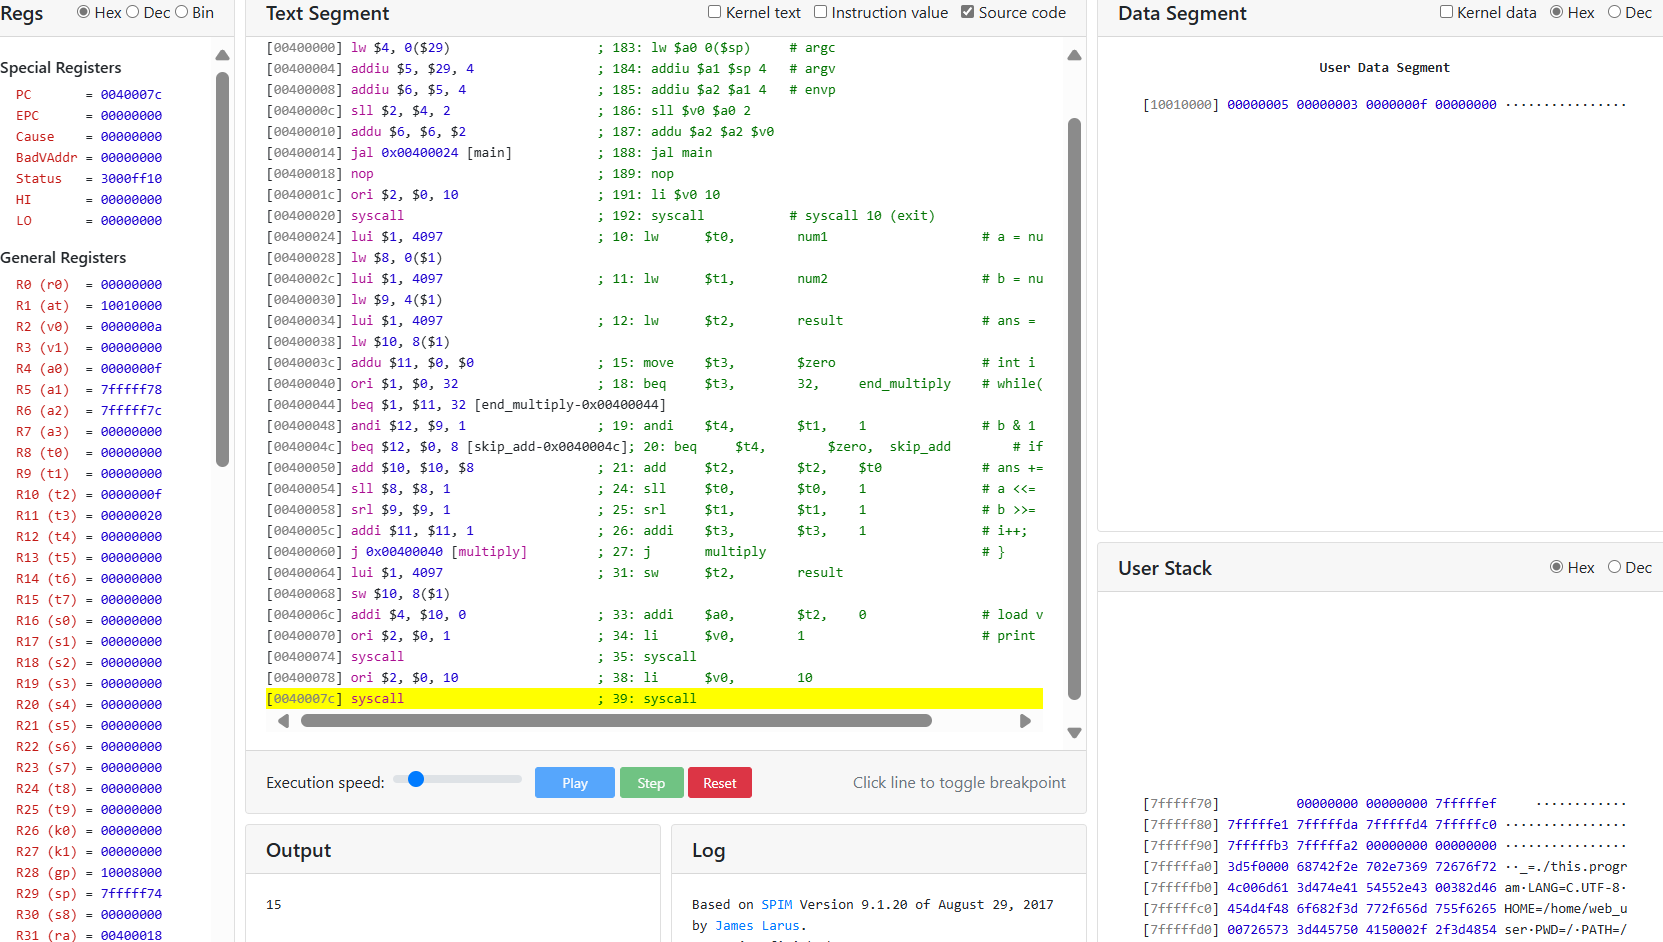 Regs Hex Dec Bin
Special Registers
PC = 0040007c
EPC = 00000000
Cause = 00000000
BadVAddr = 00000000
Status = 3000ff10
HI = 00000000
LO = 00000000
General Registers
R0 (r0) = 00000000
R1 (at) = 10010000
R2 (v0) = 0000000a
R3 (v1) = 00000000
R4 (a0) = 0000000f
R5 (a1) = 7fffff78
R6 (a2) = 7fffff7c
R7 (a3) = 00000000
R8 (t0) = 00000000
R9 (t1) = 00000000
R10 (t2) = 0000000f
R11 (t3) = 00000020
R12 (t4) = 00000000
R13 (t5) = 00000000
R14 (t6) = 00000000
R15 (t7) = 00000000
R16 (s0) = 00000000
R17 (s1) = 00000000
R18 (s2) = 00000000
R19 (s3) = 00000000
R20 (s4) = 00000000
R21 (s5) = 00000000
R22 (s6) = 00000000
R23 (s7) = 00000000
R24 (t8) = 00000000
R25 (t9) = 00000000
R26 (k0) = 00000000
R27 (k1) = 00000000
R28 (gp) = 10008000
R29 (sp) = 7fffff74
R30 (s8) = 00000000
R31 (ra) = 00400018
Text Segment Kernel text Instruction value Source code
[00400000] lw $4, 0($29) ; 183: lw $a0 0($sp) # argc
[00400004] addiu $5, $29, 4 ; 184: addiu $a1 $sp 4 # argv
[00400008] addiu $6, $5, 4 ; 185: addiu $a2 $a1 4 # envp
[0040000c] sll $2, $4, 2 ; 186: sll $v0 $a0 2
[00400010] addu $6, $6, $2 ; 187: addu $a2 $a2 $v0
[00400014] jal 0x00400024 [main] ; 188: jal main
[00400018] nop ; 189: nop
[0040001c] ori $2, $0, 10 ; 191: li $v0 10
[00400020] syscall ; 192: syscall # syscall 10 (exit)
[00400024] lui $1, 4097 ; 10: lw $t0, num1 # a = nu
[00400028] lw $8, 0($1)
[0040002c] lui $1, 4097 ; 11: lw $t1, num2 # b = nu
[00400030] lw $9, 4($1)
[00400034] lui $1, 4097 ; 12: lw $t2, result # ans =
[00400038] lw $10, 8($1)
[0040003c] addu $11, $0, $0 ; 15: move $t3, $zero # int i
[00400040] ori $1, $0, 32 ; 18: beq $t3, 32, end_multiply # while(
[00400044] beq $1, $11, 32 [end_multiply-0x00400044]
[00400048] andi $12, $9, 1 ; 19: andi $t4, $t1, 1 # b & 1
[0040004c] beq $12, $0, 8 [skip_add-0x0040004c]; 20: beq $t4, $zero, skip_add # if
[00400050] add $10, $10, $8 ; 21: add $t2, $t2, $t0 # ans +=
[00400054] sll $8, $8, 1 ; 24: sll $t0, $t0, 1 # a <<=
[00400058] srl $9, $9, 1 ; 25: srl $t1, $t1, 1 # b >>=
[0040005c] addi $11, $11, 1 ; 26: addi $t3, $t3, 1 # i++;
[00400060] j 0x00400040 [multiply] ; 27: j multiply # }
[00400064] lui $1, 4097 ; 31: sw $t2, result
[00400068] sw $10, 8($1)
[0040006c] addi $4, $10, 0 ; 33: addi $a0, $t2, 0 # load v
[00400070] ori $2, $0, 1 ; 34: li $v0, 1 # print
[00400074] syscall ; 35: syscall
[00400078] ori $2, $0, 10 ; 38: li $v0, 10
[0040007c] syscall ; 39: syscall
Execution speed: Play Step Reset Click line to toggle breakpoint
Output
15
Log
Based on SPIM Version 9.1.20 of August 29, 2017
by James Larus.
Data Segment Kernel data Hex Dec
User Data Segment
[10010000] 00000005 00000003 0000000f 00000000 ················
User Stack Hex Dec
[7fffff70] 00000000 00000000 7fffffef ············
[7fffff80] 7fffffe1 7fffffda 7fffffd4 7fffffc0 ················
[7fffff90] 7fffffb3 7fffffa2 00000000 00000000 ················
[7fffffa0] 3d5f0000 68742f2e 702e7369 72676f72 ··_=./this.progr
[7fffffb0] 4c006d61 3d474e41 54552e43 00382d46 am·LANG=C.UTF-8·
[7fffffc0] 454d4f48 6f682f3d 772f656d 755f6265 HOME=/home/web_u
[7fffffd0] 00726573 3d445750 4150002f 2f3d4854 ser·PWD=/·PATH=/